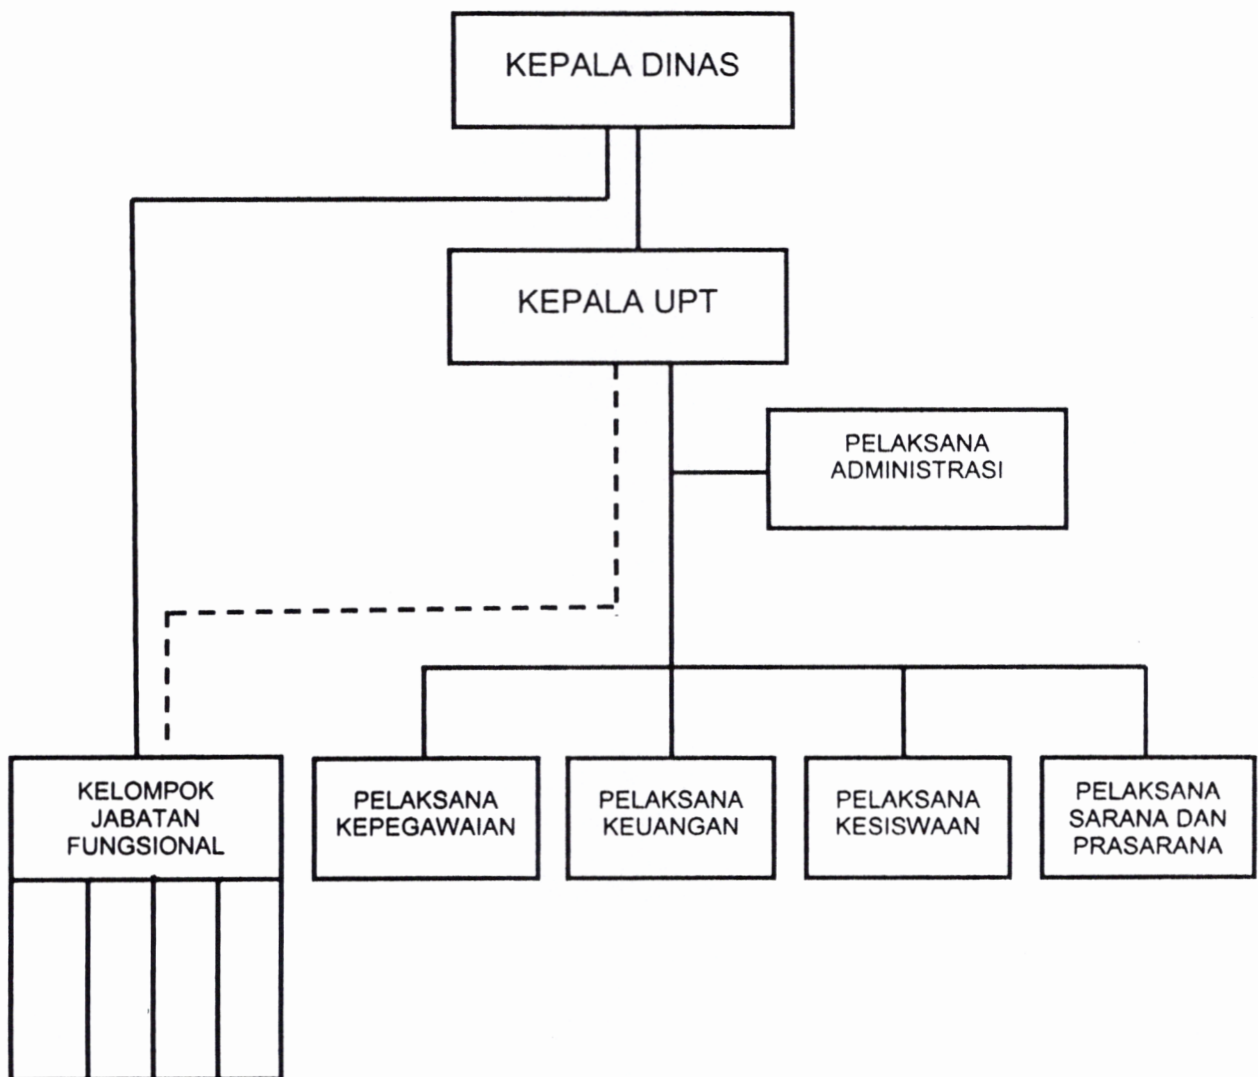 KEPALA DINAS
KEPALA UPT
PELAKSANA
ADMINISTRASI
KELOMPOK
JABATAN
FUNGSIONAL
PELAKSANA
KEPEGAWAIAN
PELAKSANA
KEUANGAN
PELAKSANA
KESISWAAN
PELAKSANA
SARANA DAN
PRASARANA